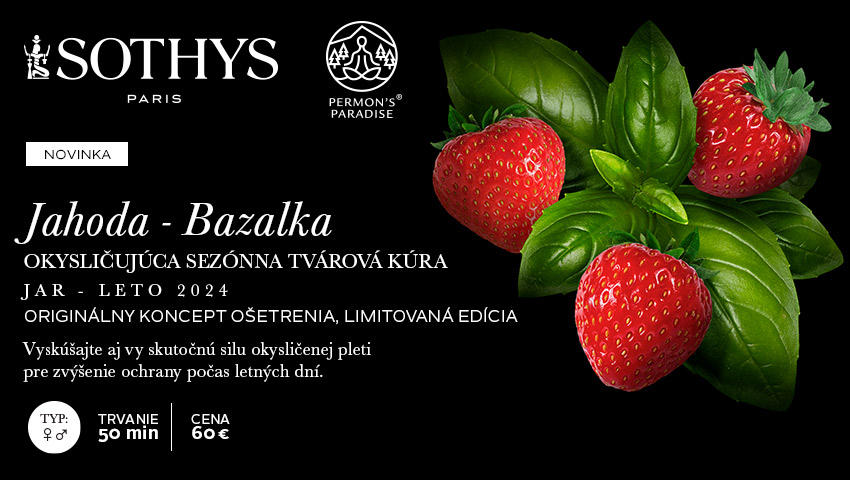 SOTHYS
PARIS
PERMON'S®
PARADISE
NOVINKA
Jahoda - Bazalka
OKYSLIČUJÚCA SEZÓNNA TVÁROVÁ KÚRA
JAR - LETO 2024
ORIGINÁLNY KONCEPT OŠETRENIA, LIMITOVANÁ EDÍCIA
Vyskúšajte aj vy skutočnú silu okysličenej pleti
pre zvýšenie ochrany počas letných dní.
TYP:
♀♂
TRVANIE
50 min
CENA
60 €